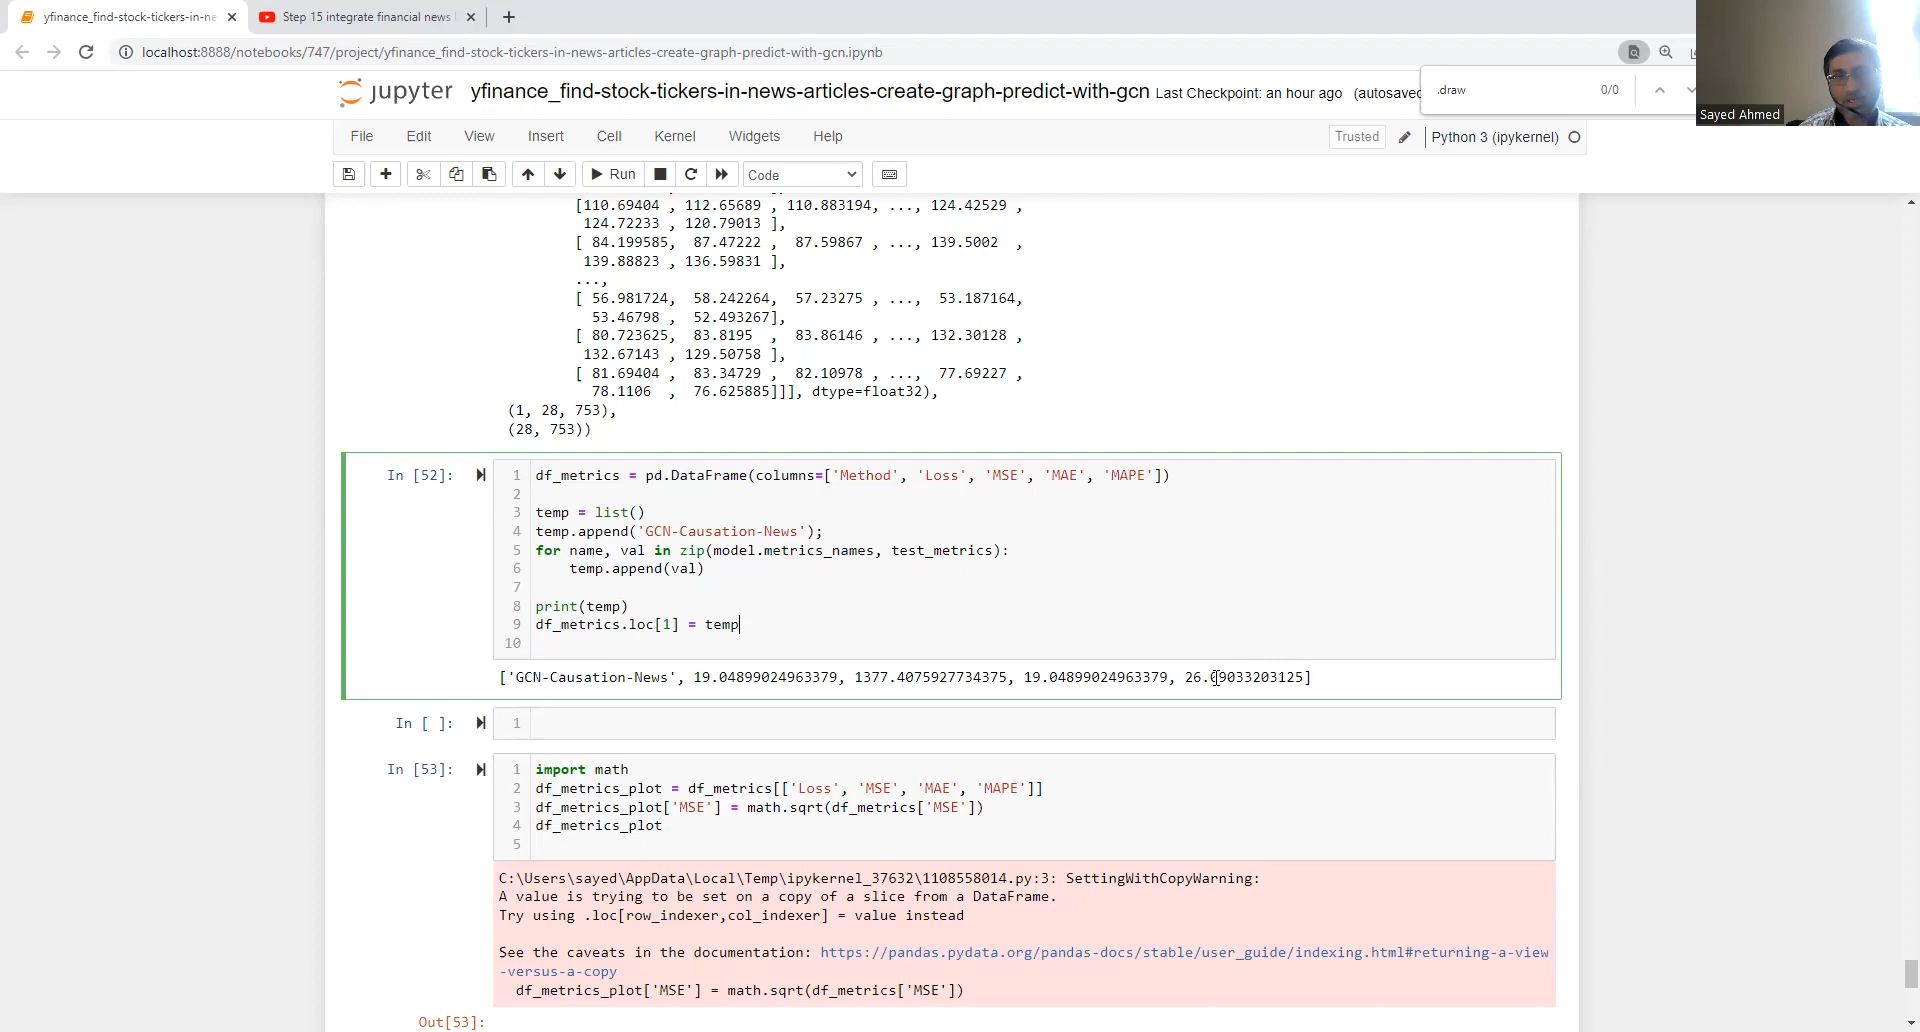 yfinance_find-stock-tickers-in-ne
Step 15 integrate financial news
localhost:8888/notebooks/747/project/yfinance_find-stock-tickers-in-news-articles-create-graph-predict-with-gcn.ipynb
jupyter yfinance_find-stock-tickers-in-news-articles-create-graph-predict-with-gcn Last Checkpoint: an hour ago (autosaved
.draw 0/0
Sayed Ahmed
File Edit View Insert Cell Kernel Widgets Help
Trusted Python 3 (ipykernel)
Run Code
[110.69404 , 112.65689 , 110.883194, ..., 124.42529 ,
124.72233 , 120.79013 ],
[ 84.199585, 87.47222 , 87.59867 , ..., 139.5002 ,
139.88823 , 136.59831 ],
...,
[ 56.981724, 58.242264, 57.23275 , ..., 53.187164,
53.46798 , 52.493267],
[ 80.723625, 83.8195 , 83.86146 , ..., 132.30128 ,
132.67143 , 129.50758 ],
[ 81.69404 , 83.34729 , 82.10978 , ..., 77.69227 ,
78.1106 , 76.625885]]], dtype=float32),
(1, 28, 753),
(28, 753))
In [52]:
1 df_metrics = pd.DataFrame(columns=['Method', 'Loss', 'MSE', 'MAE', 'MAPE'])
2
3 temp = list()
4 temp.append('GCN-Causation-News');
5 for name, val in zip(model.metrics_names, test_metrics):
6 temp.append(val)
7
8 print(temp)
9 df_metrics.loc[1] = temp
10
['GCN-Causation-News', 19.04899024963379, 1377.4075927734375, 19.04899024963379,
In [ ]: 1
In [53]:
1 import math
2 df_metrics_plot = df_metrics[['Loss', 'MSE', 'MAE', 'MAPE']]
3 df_metrics_plot['MSE'] = math.sqrt(df_metrics['MSE'])
4 df_metrics_plot
5
C:\Users\sayed\AppData\Local\Temp\ipykernel_37632\1108558014.py:3: SettingWithCopyWarning:
A value is trying to be set on a copy of a slice from a DataFrame.
Try using .loc[row_indexer,col_indexer] = value instead
See the caveats in the documentation: https://pandas.pydata.org/pandas-docs/stable/user_guide/indexing.html#returning-a-view
-versus-a-copy
df_metrics_plot['MSE'] = math.sqrt(df_metrics['MSE'])
Out[53]: